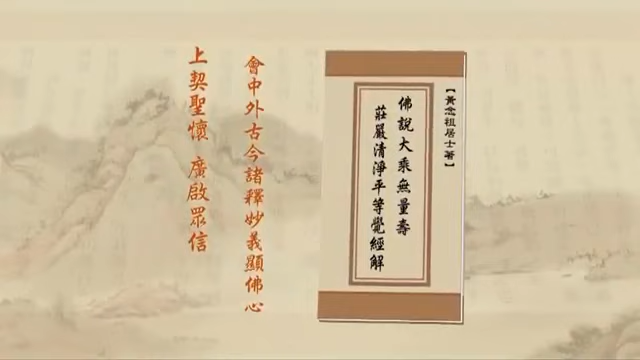 【黃念祖居士著】
佛說大乘無量壽
莊嚴清淨平等覺經解
會中外古今諸釋妙義顯佛心
上契聖懷 廣啟眾信